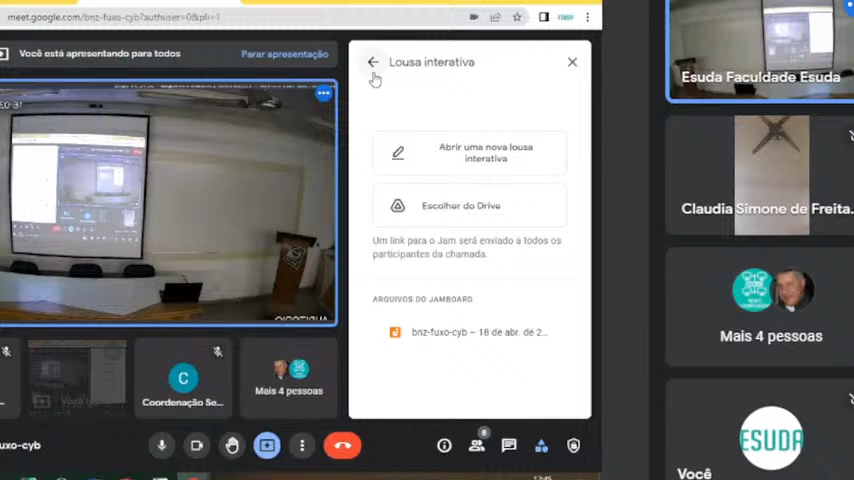 meet.google.com/bnz-fuxo-cyb?authuser=0&pli=1
Você está apresentando para todos
Parar apresentação
Lousa interativa
Abrir uma nova lousa
interativa
Escolher do Drive
Um link para o Jam será enviado a todos os
participantes da chamada.
ARQUIVOS DO JAMBOARD
bnz-fuxo-cyb – 18 de abr. de 2...
C
Coordenação Se...
Mais 4 pessoas
uxo-cyb
8
Esuda Faculdade Esuda
Claudia Simone de Freita...
Mais 4 pessoas
ESUDA
Você